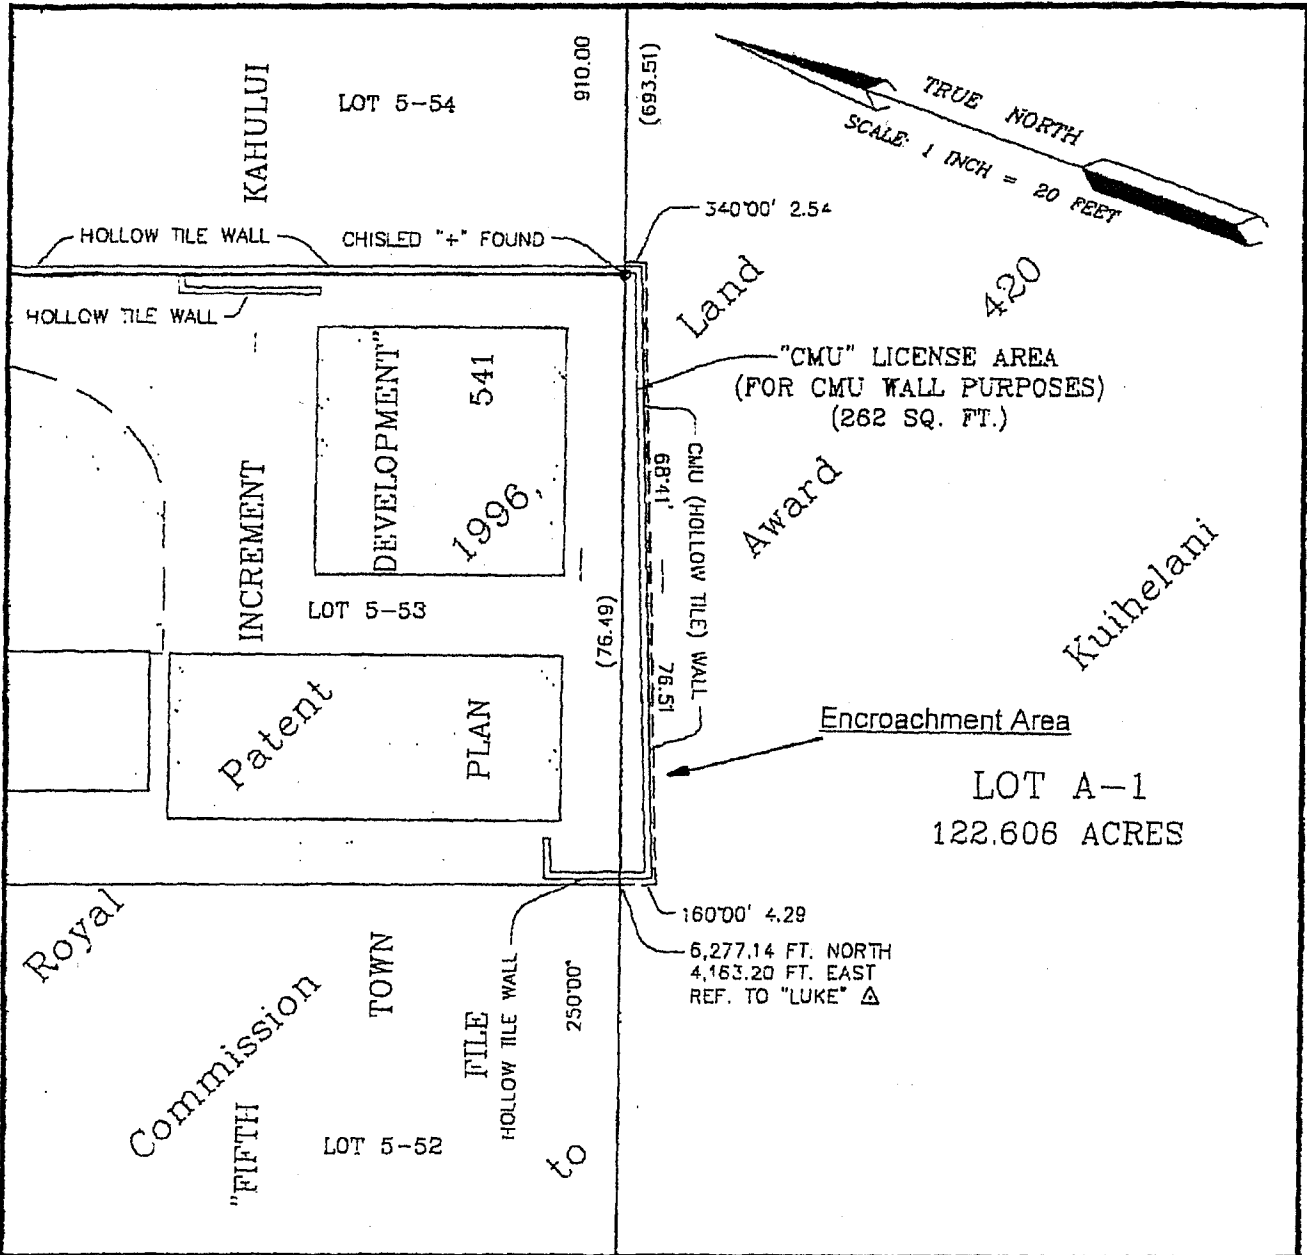 KAHULUI
LOT 5-54
910.00
(693.51)
TRUE NORTH
SCALE: 1 INCH = 20 FEET
340°00' 2.54
HOLLOW TILE WALL
CHISLED "+" FOUND
HOLLOW TILE WALL
Land
420
"CMU" LICENSE AREA
(FOR CMU WALL PURPOSES)
(262 SQ. FT.)
DEVELOPMENT"
541
1996,
INCREMENT
LOT 5-53
(76.49)
68°41'
76.51
CMU (HOLLOW TILE) WALL
Award
Kuihelani
Patent
PLAN
Encroachment Area
LOT A-1
122.606 ACRES
160°00' 4.29
6,277.14 FT. NORTH
4,163.20 FT. EAST
REF. TO "LUKE" △
Royal
Commission
TOWN
FILE
HOLLOW TILE WALL
250°00'
"FIFTH
LOT 5-52
to